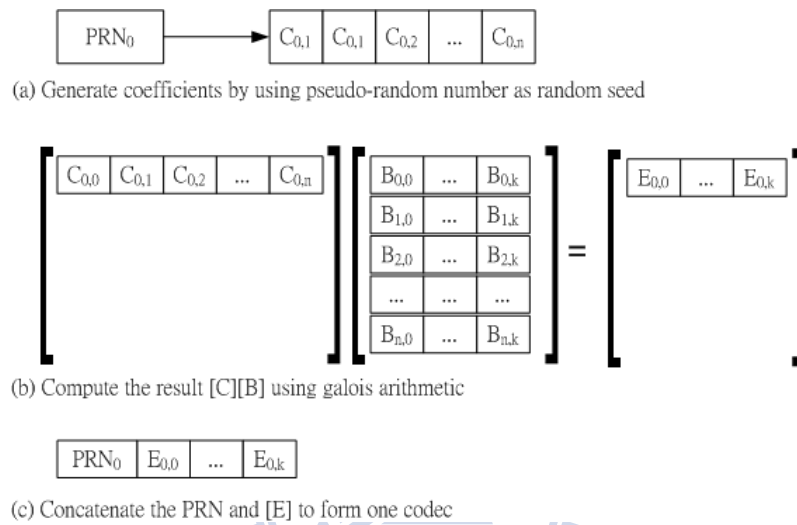 PRN₀ C₀,₁ C₀,₁ C₀,₂ ... C₀,ₙ
(a) Generate coefficients by using pseudo-random number as random seed
C₀,₀ C₀,₁ C₀,₂ ... C₀,ₙ B₀,₀ ... B₀,ₖ E₀,₀ ... E₀,ₖ
B₁,₀ ... B₁,ₖ
B₂,₀ ... B₂,ₖ =
... ... ...
Bₙ,₀ ... Bₙ,ₖ
(b) Compute the result [C][B] using galois arithmetic
PRN₀ E₀,₀ ... E₀,ₖ
(c) Concatenate the PRN and [E] to form one codec